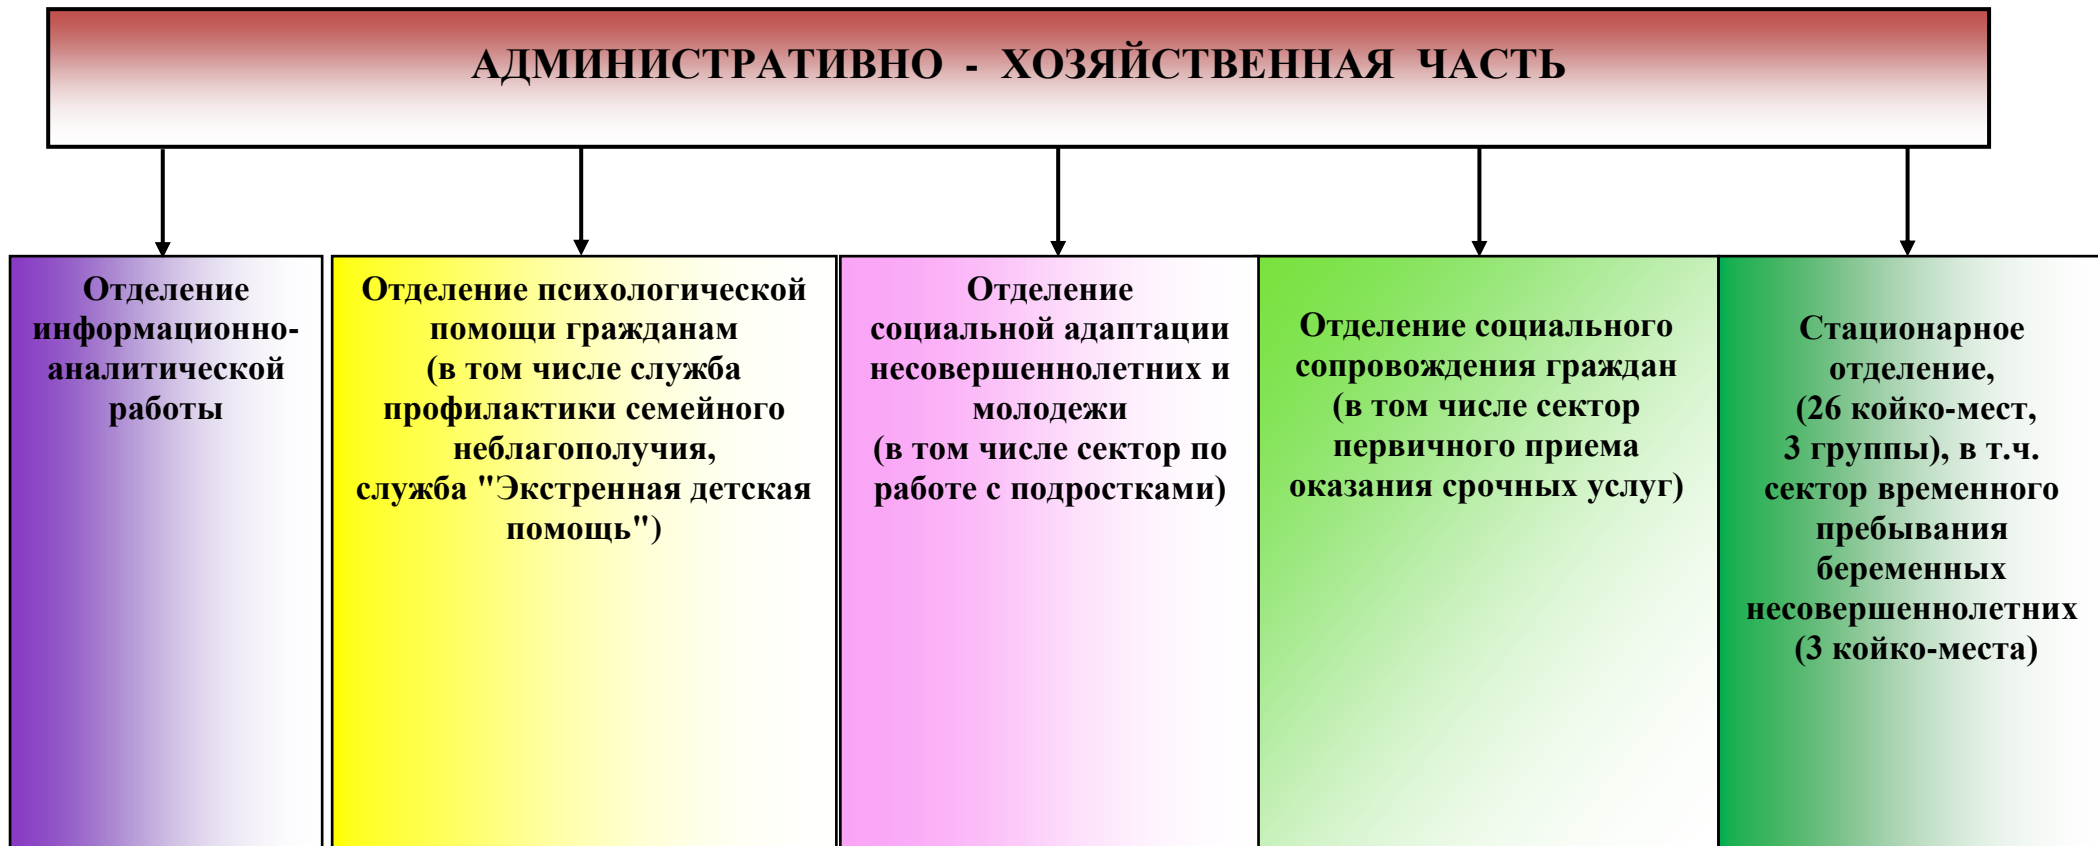 АДМИНИСТРАТИВНО - ХОЗЯЙСТВЕННАЯ ЧАСТЬ
Отделение
информационно-
аналитической
работы
Отделение психологической
помощи гражданам
(в том числе служба
профилактики семейного
неблагополучия,
служба "Экстренная детская
помощь")
Отделение
социальной адаптации
несовершеннолетних и
молодежи
(в том числе сектор по
работе с подростками)
Отделение социального
сопровождения граждан
(в том числе сектор
первичного приема
оказания срочных услуг)
Стационарное
отделение,
(26 койко-мест,
3 группы), в т.ч.
сектор временного
пребывания
беременных
несовершеннолетних
(3 койко-места)